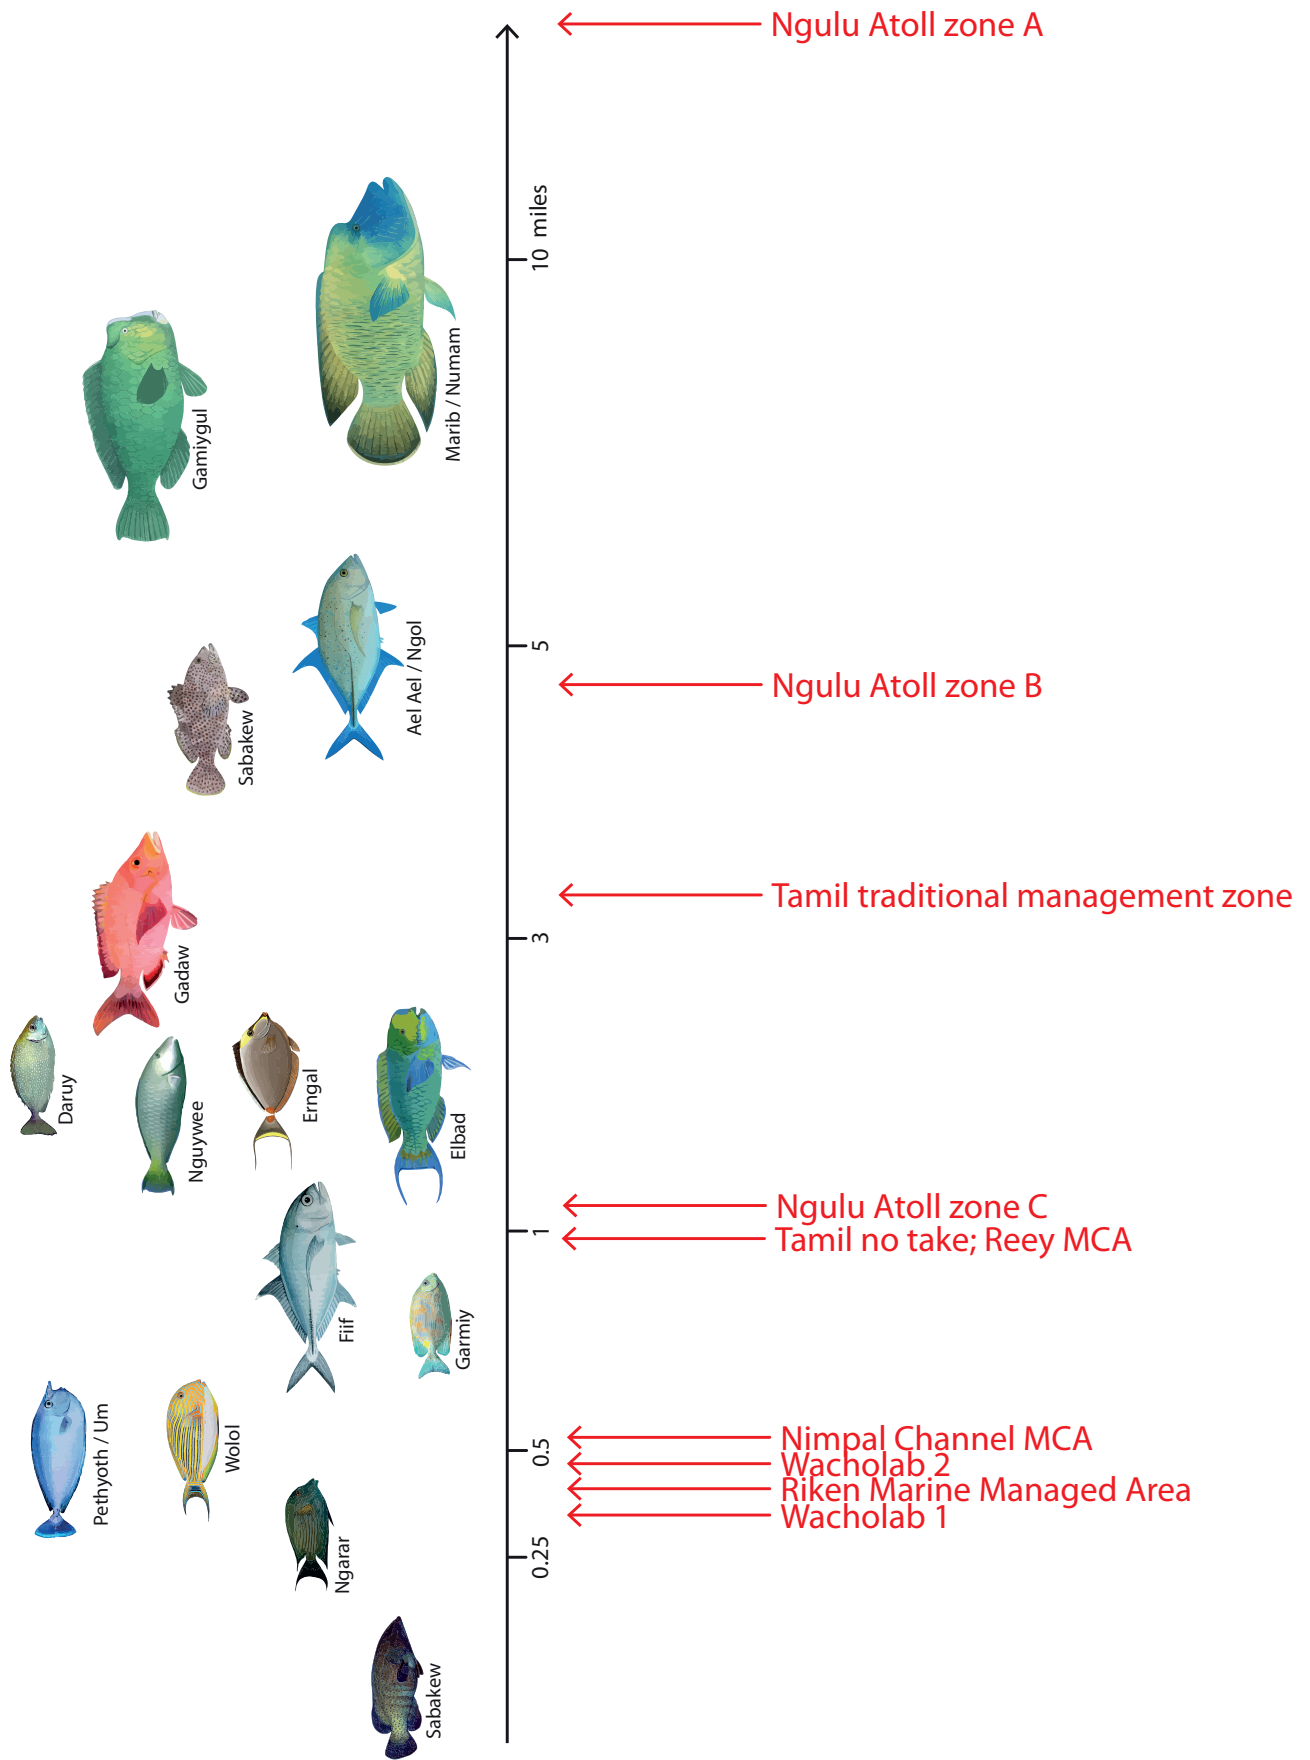 Ngulu Atoll zone A
10 miles
Marib / Numam
Gamiygul
Ael Ael / Ngol
5
Ngulu Atoll zone B
Sabakew
Tamil traditional management zone
3
Gadaw
Daruy
Erngal
Nguywee
Elbad
Ngulu Atoll zone C
1
Tamil no take; Reey MCA
Fiif
Garmiy
Nimpal Channel MCA
0.5
Wacholab 2
Pethyoth / Um
Wolol
Riken Marine Managed Area
Wacholab 1
0.25
Ngarar
Sabakew